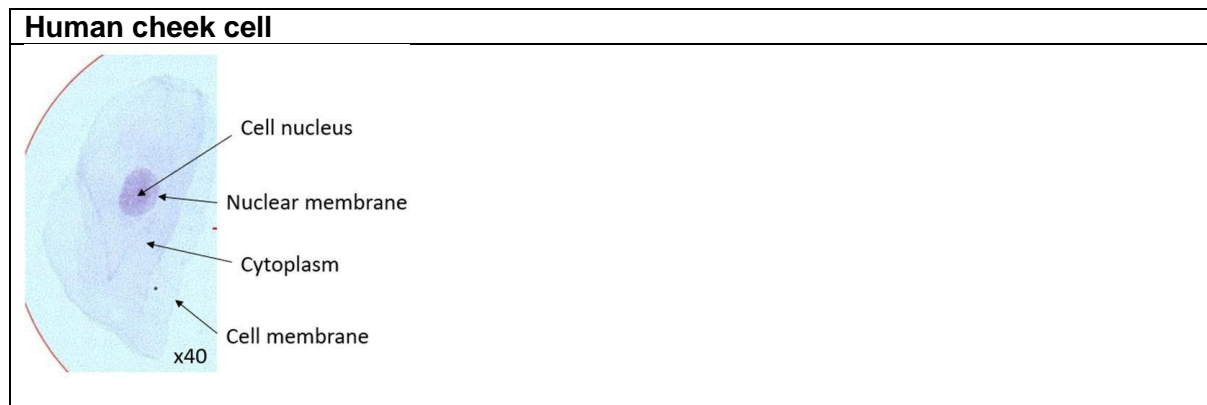 Human cheek cell
Cell nucleus
Nuclear membrane
Cytoplasm
Cell membrane
x40